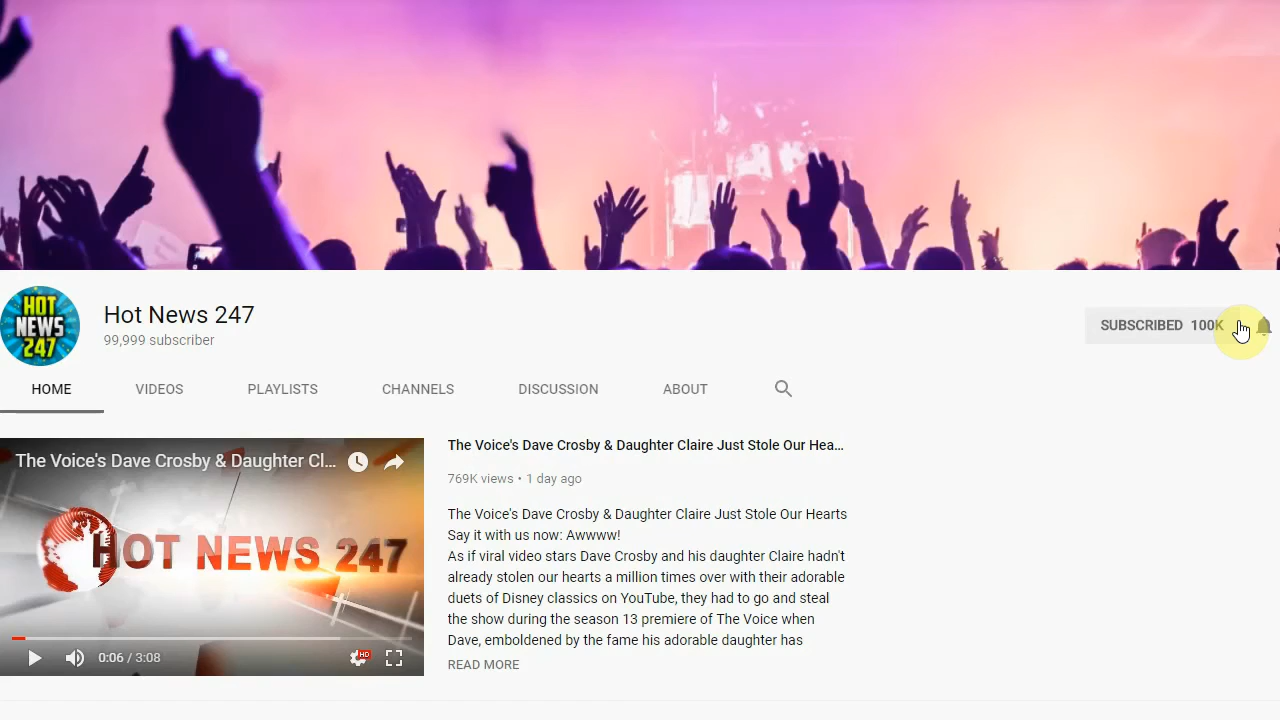 HOT
NEWS
247
Hot News 247
99,999 subscriber
SUBSCRIBED 100K
HOME VIDEOS PLAYLISTS CHANNELS DISCUSSION ABOUT
The Voice's Dave Crosby & Daughter Cl...
HOT NEWS 247
0:06 / 3:08
HD
The Voice's Dave Crosby & Daughter Claire Just Stole Our Hea...
769K views • 1 day ago
The Voice's Dave Crosby & Daughter Claire Just Stole Our Hearts
Say it with us now: Awwww!
As if viral video stars Dave Crosby and his daughter Claire hadn't
already stolen our hearts a million times over with their adorable
duets of Disney classics on YouTube, they had to go and steal
the show during the season 13 premiere of The Voice when
Dave, emboldened by the fame his adorable daughter has
READ MORE